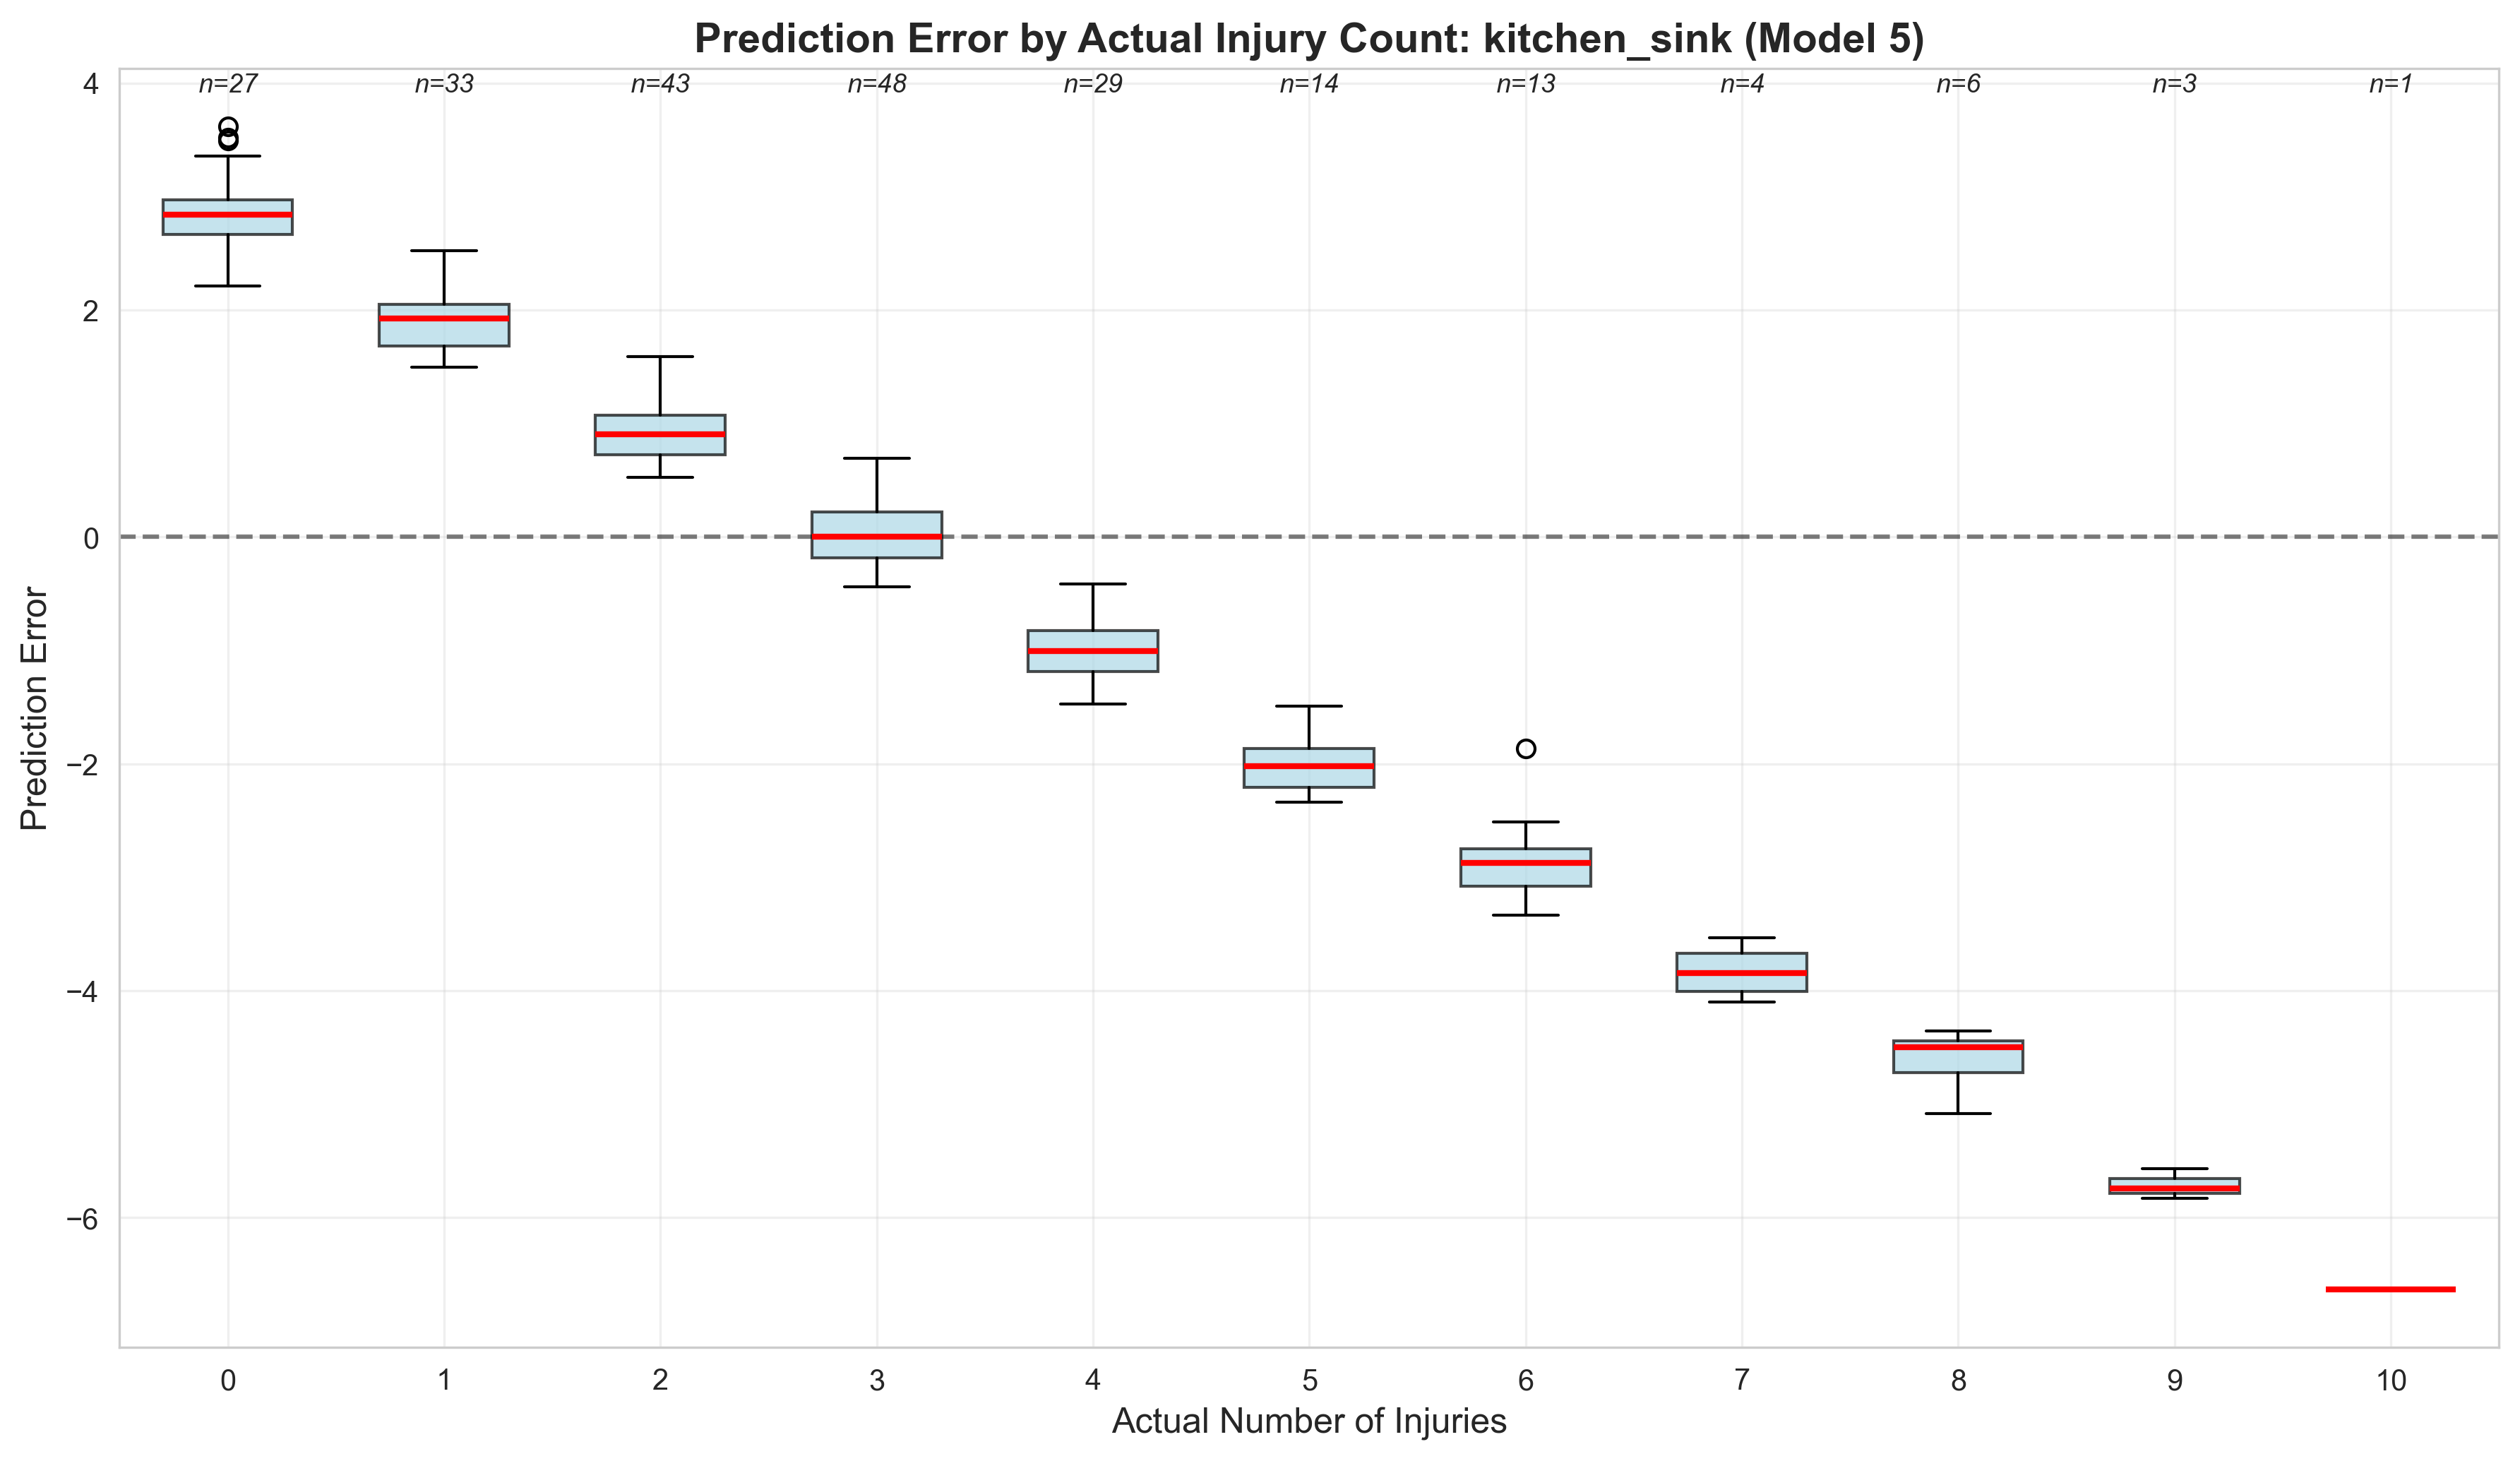 Prediction Error by Actual Injury Count: kitchen_sink (Model 5)
n=27 n=33 n=43 n=48 n=29 n=14 n=13 n=4 n=6 n=3 n=1
4
2
0
−2
−4
−6
Prediction Error
0 1 2 3 4 5 6 7 8 9 10
Actual Number of Injuries